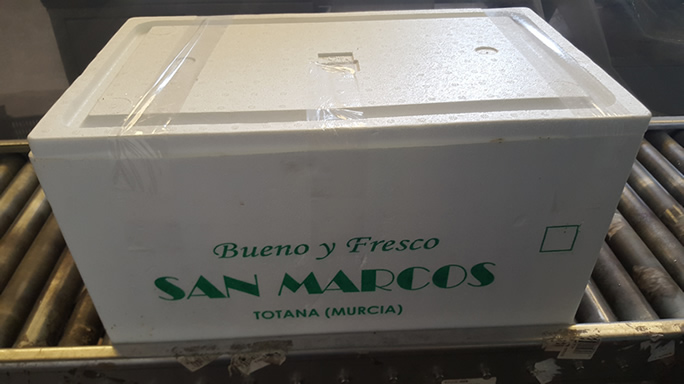 Bueno y Fresco
SAN MARCOS
TOTANA (MURCIA)